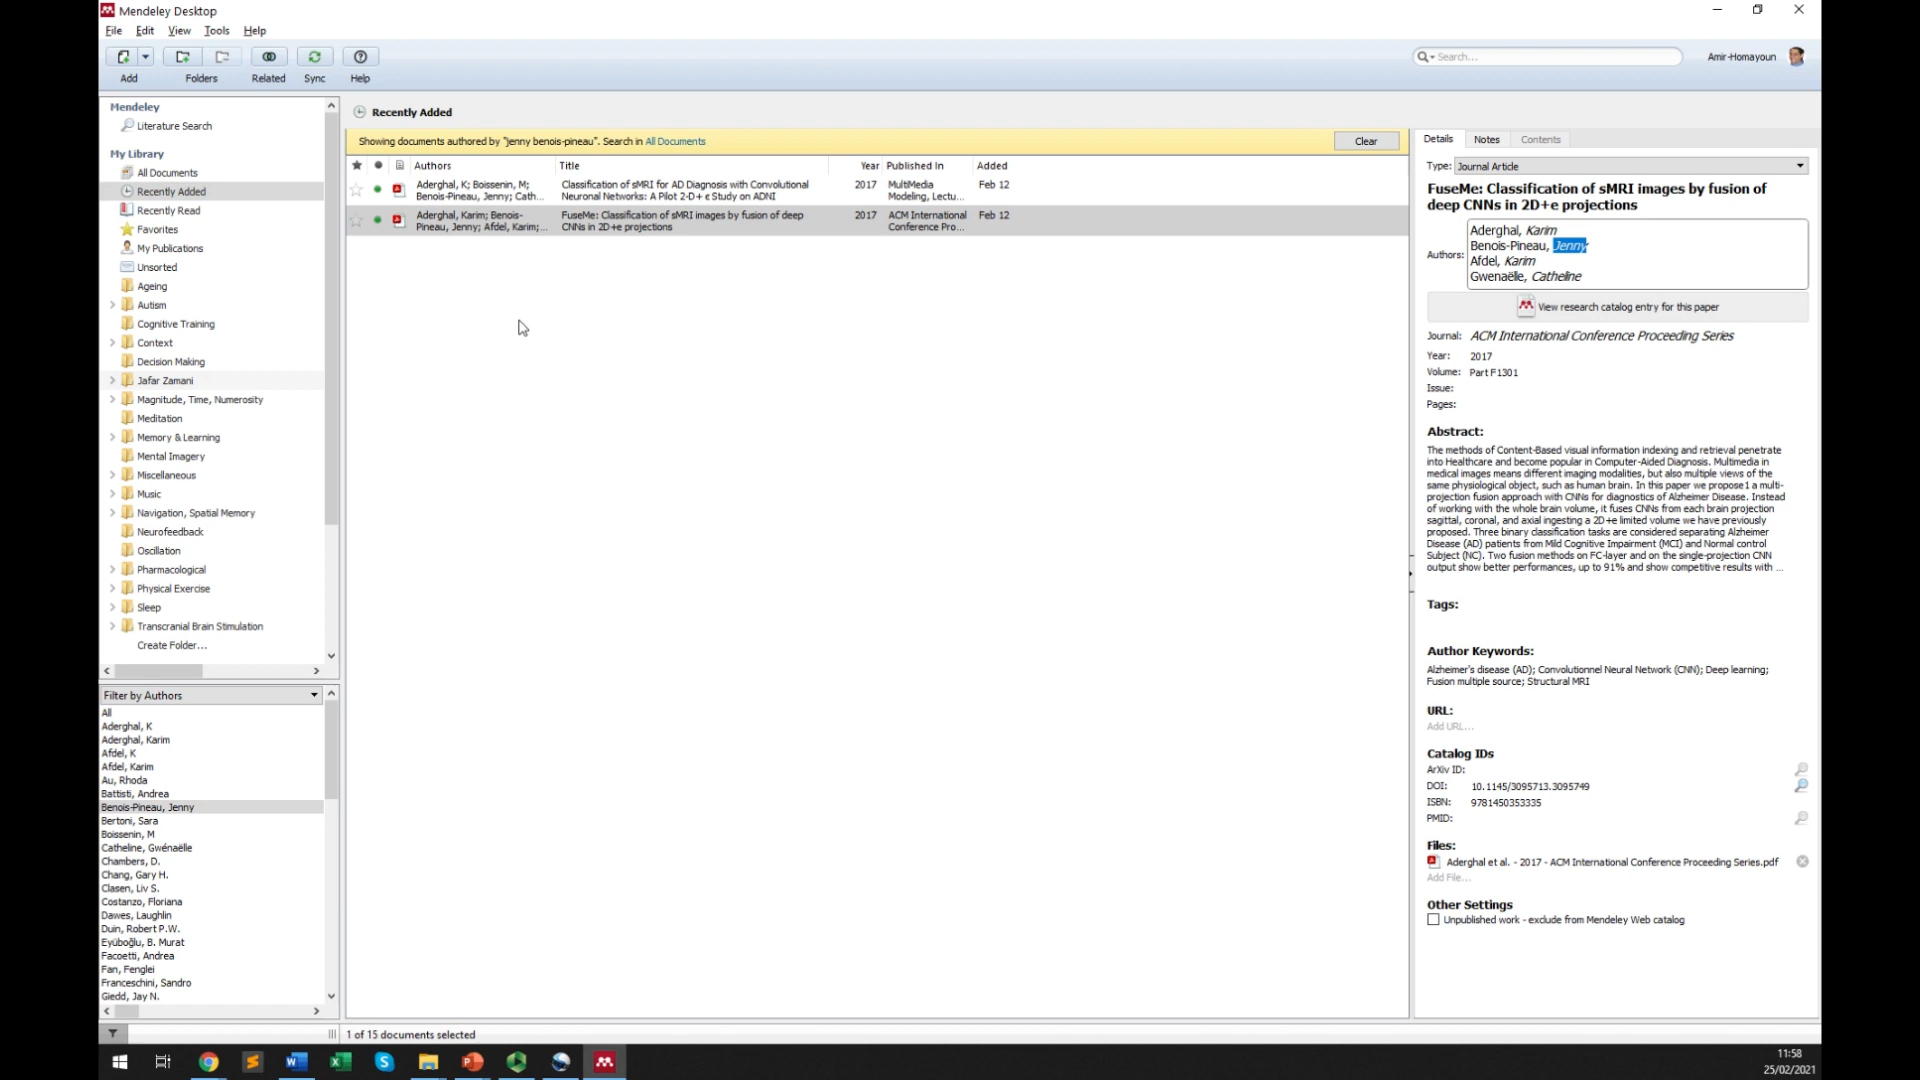 Mendeley Desktop
File Edit View Tools Help
Add Folders Related Sync Help
Search...
Amir-Homayoun
Mendeley
Literature Search
My Library
All Documents
Recently Added
Recently Read
Favorites
My Publications
Unsorted
Ageing
Autism
Cognitive Training
Context
Decision Making
Jafar Zamani
Magnitude, Time, Numerosity
Meditation
Memory & Learning
Mental Imagery
Miscellaneous
Music
Navigation, Spatial Memory
Neurofeedback
Oscillation
Pharmacological
Physical Exercise
Sleep
Transcranial Brain Stimulation
Create Folder...
Filter by Authors
All
Aderghal, K
Aderghal, Karim
Afdel, K
Afdel, Karim
Au, Rhoda
Battisti, Andrea
Benois-Pineau, Jenny
Bertoni, Sara
Boissenin, M
Catheline, Gwénaëlle
Chambers, D.
Chang, Gary H.
Clasen, Liv S.
Costanzo, Floriana
Dawes, Laughlin
Duin, Robert P.W.
Eyüboğlu, B. Murat
Facoetti, Andrea
Fan, Fenglei
Franceschini, Sandro
Giedd, Jay N.
Recently Added
Showing documents authored by "jenny benois-pineau". Search in All Documents
Clear
Authors Title Year Published In Added
Aderghal, K; Boissenin, M; Classification of sMRI for AD Diagnosis with Convolutional 2017 MultiMedia Feb 12
Benois-Pineau, Jenny; Cath... Neuronal Networks: A Pilot 2-D+ ϵ Study on ADNI Modeling, Lectu...
Aderghal, Karim; Benois- FuseMe: Classification of sMRI images by fusion of deep 2017 ACM International Feb 12
Pineau, Jenny; Afdel, Karim;... CNNs in 2D+e projections Conference Pro...
1 of 15 documents selected
Details Notes Contents
Type: Journal Article
FuseMe: Classification of sMRI images by fusion of
deep CNNs in 2D+e projections
Authors:
Aderghal, Karim
Benois-Pineau, Jenny
Afdel, Karim
Gwenaëlle, Catheline
View research catalog entry for this paper
Journal: ACM International Conference Proceeding Series
Year: 2017
Volume: Part F1301
Issue:
Pages:
Abstract:
The methods of Content-Based visual information indexing and retrieval penetrate
into Healthcare and become popular in Computer-Aided Diagnosis. Multimedia in
medical images means different imaging modalities, but also multiple views of the
same physiological object, such as human brain. In this paper we propose1 a multi-
projection fusion approach with CNNs for diagnostics of Alzheimer Disease. Instead
of working with the whole brain volume, it fuses CNNs from each brain projection
sagittal, coronal, and axial ingesting a 2D+e limited volume we have previously
proposed. Three binary classification tasks are considered separating Alzheimer
Disease (AD) patients from Mild Cognitive Impairment (MCI) and Normal control
Subject (NC). Two fusion methods on FC-layer and on the single-projection CNN
output show better performances, up to 91% and show competitive results with ...
Tags:
Author Keywords:
Alzheimer's disease (AD); Convolutionnel Neural Network (CNN); Deep learning;
Fusion multiple source; Structural MRI
URL:
Add URL...
Catalog IDs
ArXiv ID:
DOI: 10.1145/3095713.3095749
ISBN: 9781450353335
PMID:
Files:
Aderghal et al. - 2017 - ACM International Conference Proceeding Series.pdf
Add File...
Other Settings
Unpublished work - exclude from Mendeley Web catalog
11:58
25/02/2021